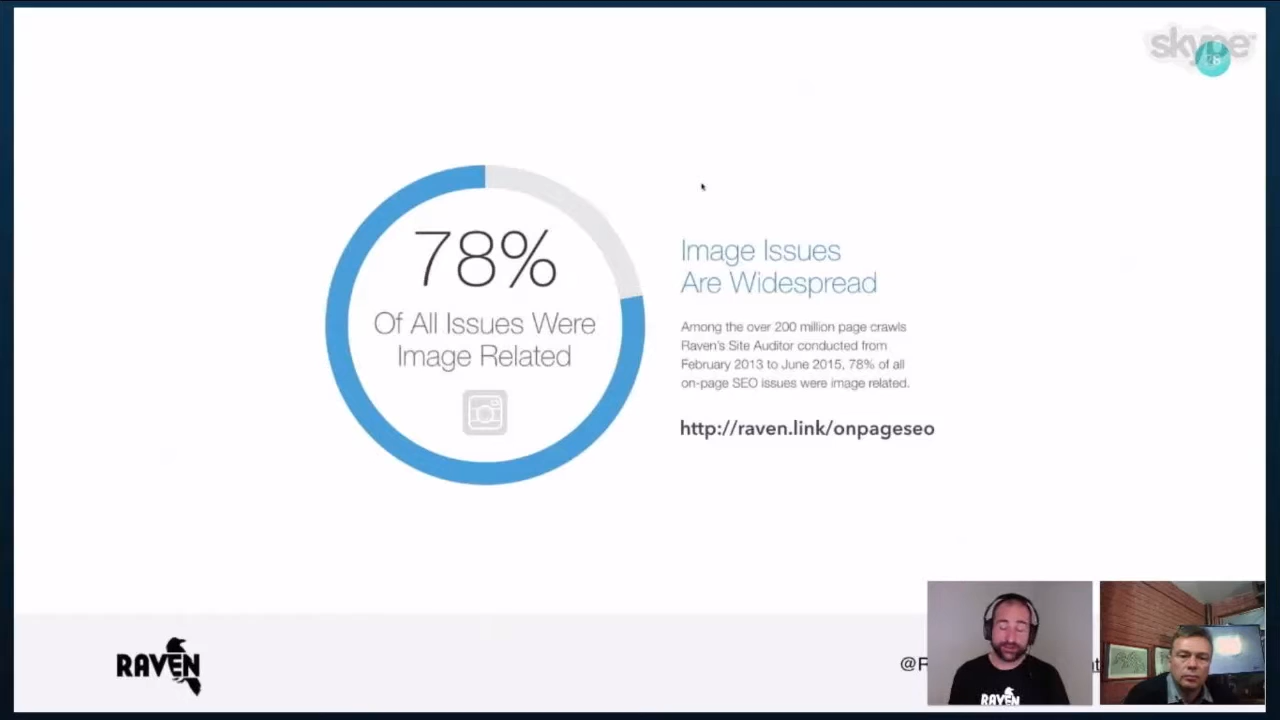 skype
78%
Of All Issues Were
Image Related
Image Issues
Are Widespread
Among the over 200 million page crawls
Raven's Site Auditor conducted from
February 2013 to June 2015, 78% of all
on-page SEO issues were image related.
http://raven.link/onpageseo
RAVEN
RAVEN